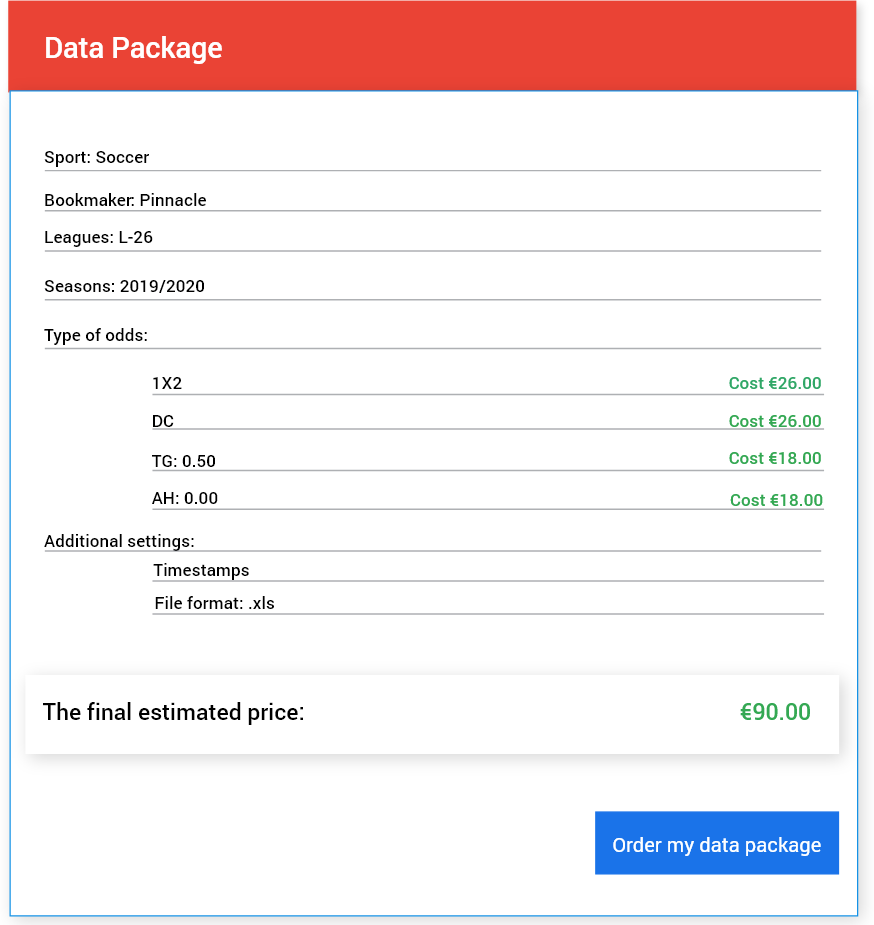 Data Package
Sport: Soccer
Bookmaker: Pinnacle
Leagues: L-26
Seasons: 2019/2020
Type of odds:
1X2 Cost €26.00
DC Cost €26.00
TG: 0.50 Cost €18.00
AH: 0.00 Cost €18.00
Additional settings:
Timestamps
File format: .xls
The final estimated price: €90.00
Order my data package